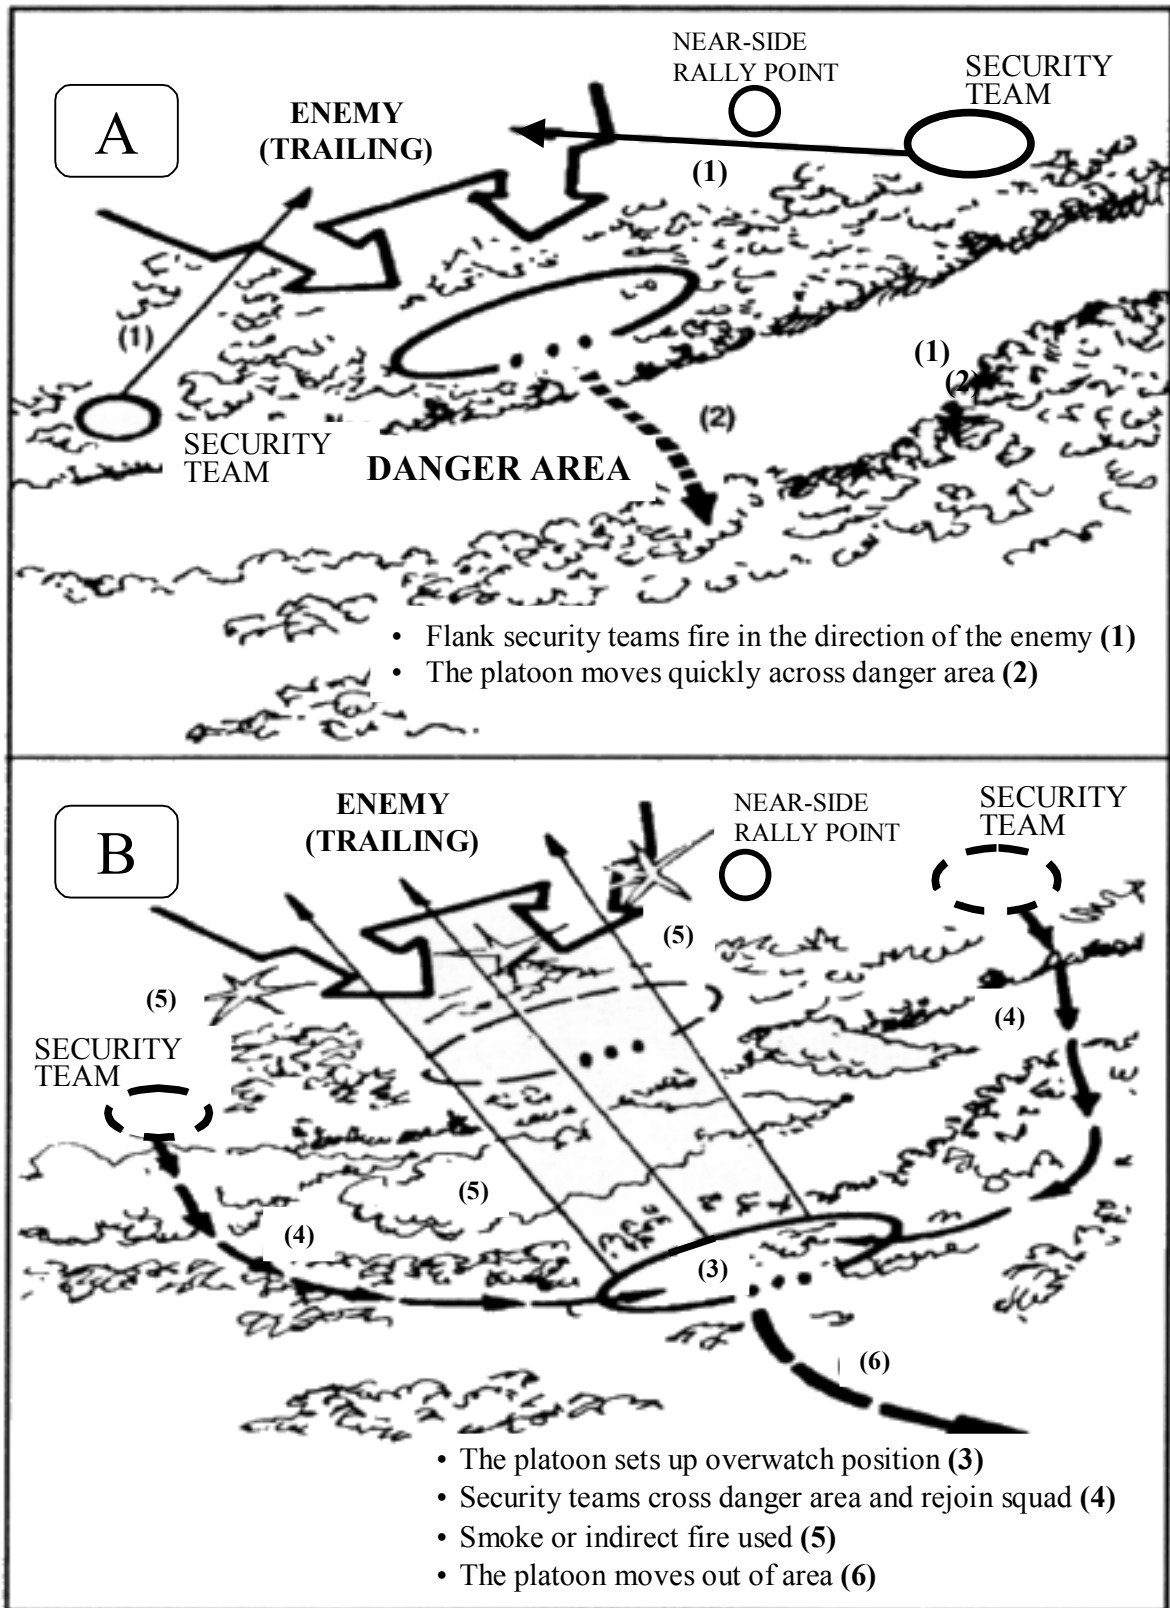 A
ENEMY
(TRAILING)
NEAR-SIDE
RALLY POINT
SECURITY
TEAM
(1)
(1)
SECURITY
TEAM
DANGER AREA
(2)
(1)
(2)
• Flank security teams fire in the direction of the enemy (1)
• The platoon moves quickly across danger area (2)
B
ENEMY
(TRAILING)
NEAR-SIDE
RALLY POINT
SECURITY
TEAM
(5)
(5)
(4)
SECURITY
TEAM
(5)
(4)
(3)
(6)
• The platoon sets up overwatch position (3)
• Security teams cross danger area and rejoin squad (4)
• Smoke or indirect fire used (5)
• The platoon moves out of area (6)